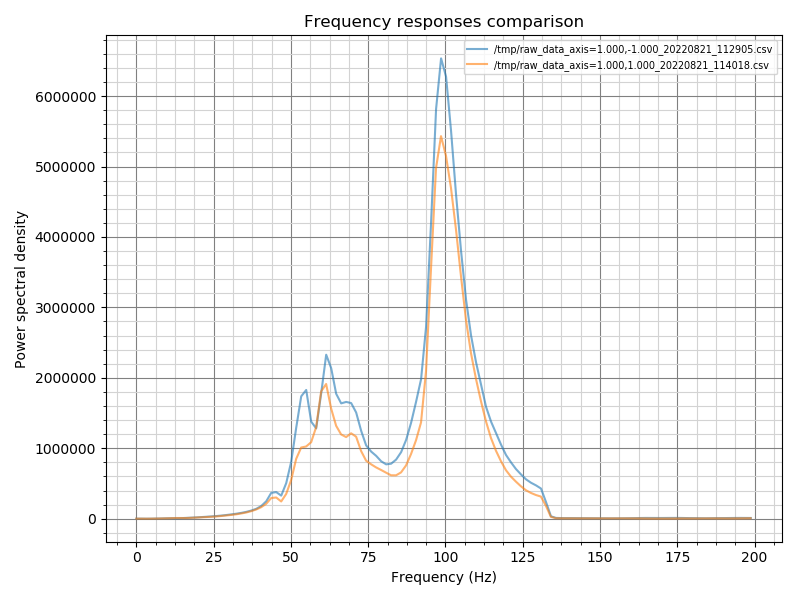 Frequency responses comparison
/tmp/raw_data_axis=1.000,-1.000_20220821_112905.csv
/tmp/raw_data_axis=1.000,1.000_20220821_114018.csv
6000000
5000000
4000000
3000000
2000000
1000000
0
Power spectral density
0 25 50 75 100 125 150 175 200
Frequency (Hz)